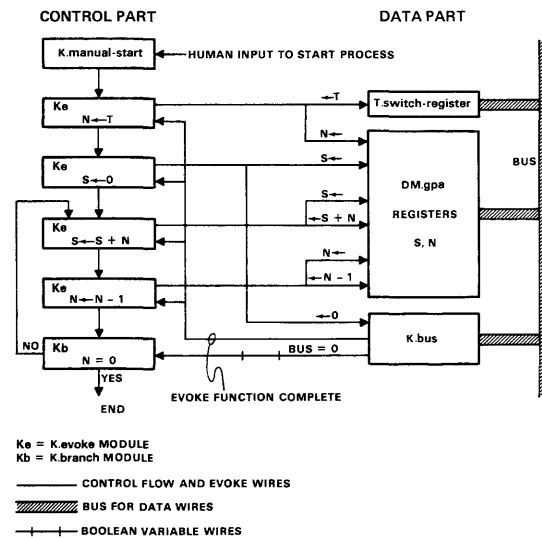 CONTROL PART
DATA PART
K.manual-start
HUMAN INPUT TO START PROCESS
←T
T.switch-register
Ke
N←T
N←
BUS
Ke
S←0
S←
DM.gpa
REGISTERS
S, N
S←
Ke
S←S + N
←S + N
N←
Ke
N←N - 1
←N - 1
←0
K.bus
NO
Kb
N = 0
BUS = 0
YES
EVOKE FUNCTION COMPLETE
END
Ke = K.evoke MODULE
Kb = K.branch MODULE
CONTROL FLOW AND EVOKE WIRES
BUS FOR DATA WIRES
BOOLEAN VARIABLE WIRES